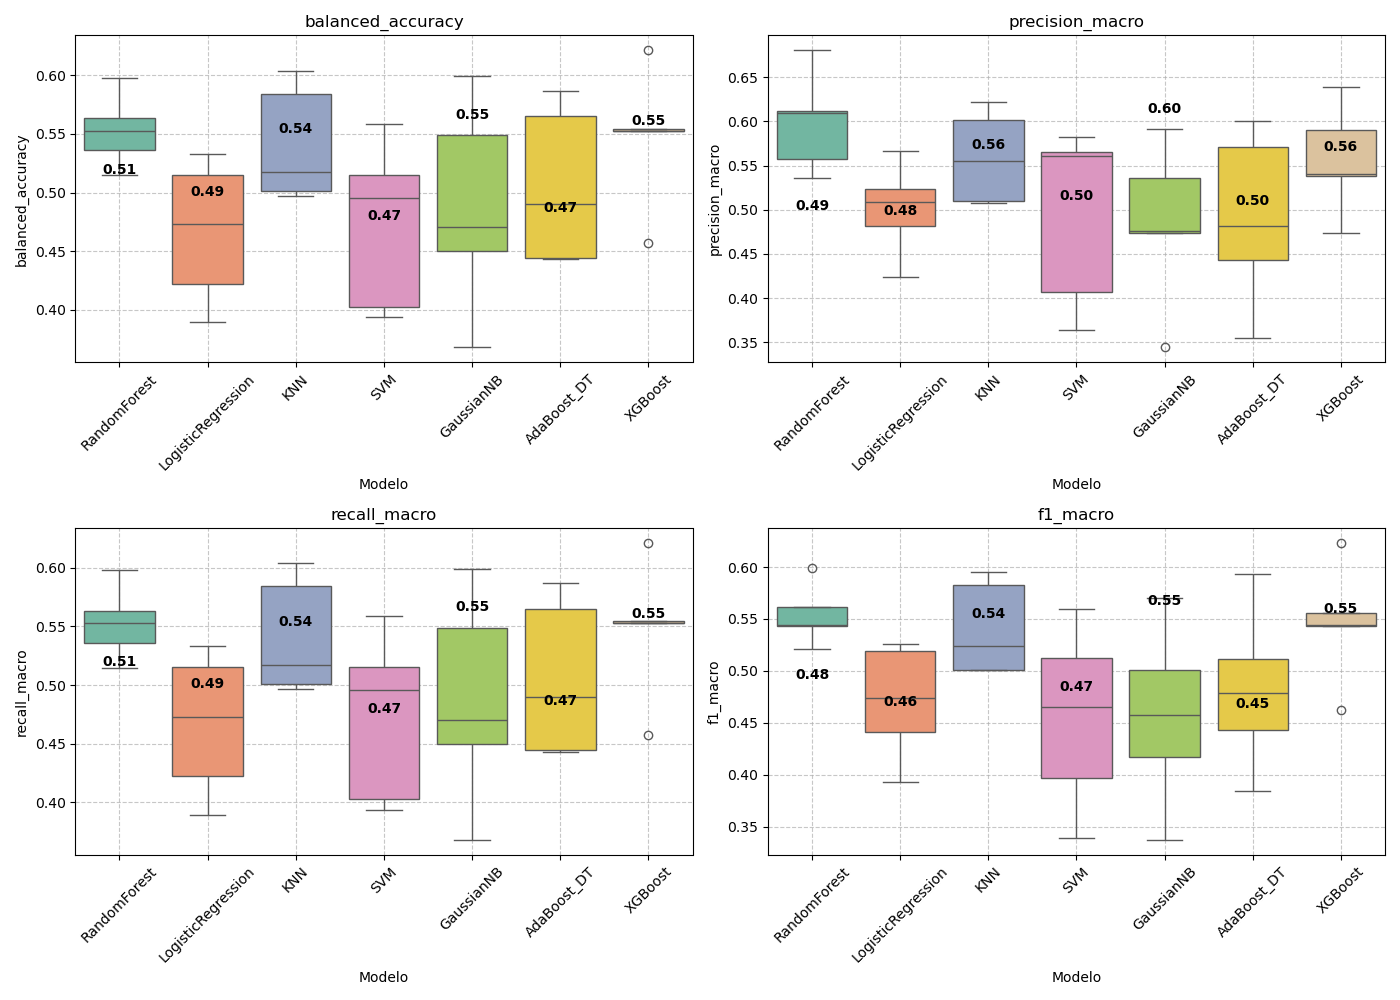 balanced_accuracy
balanced_accuracy
0.60
0.55
0.50
0.45
0.40
0.51
0.49
0.54
0.47
0.55
0.47
0.55
RandomForest
LogisticRegression
KNN
SVM
GaussianNB
AdaBoost_DT
XGBoost
Modelo
precision_macro
precision_macro
0.65
0.60
0.55
0.50
0.45
0.40
0.35
0.49
0.48
0.56
0.50
0.60
0.50
0.56
RandomForest
LogisticRegression
KNN
SVM
GaussianNB
AdaBoost_DT
XGBoost
Modelo
recall_macro
recall_macro
0.60
0.55
0.50
0.45
0.40
0.51
0.49
0.54
0.47
0.55
0.47
0.55
RandomForest
LogisticRegression
KNN
SVM
GaussianNB
AdaBoost_DT
XGBoost
Modelo
f1_macro
f1_macro
0.60
0.55
0.50
0.45
0.40
0.35
0.48
0.46
0.54
0.47
0.55
0.45
0.55
RandomForest
LogisticRegression
KNN
SVM
GaussianNB
AdaBoost_DT
XGBoost
Modelo